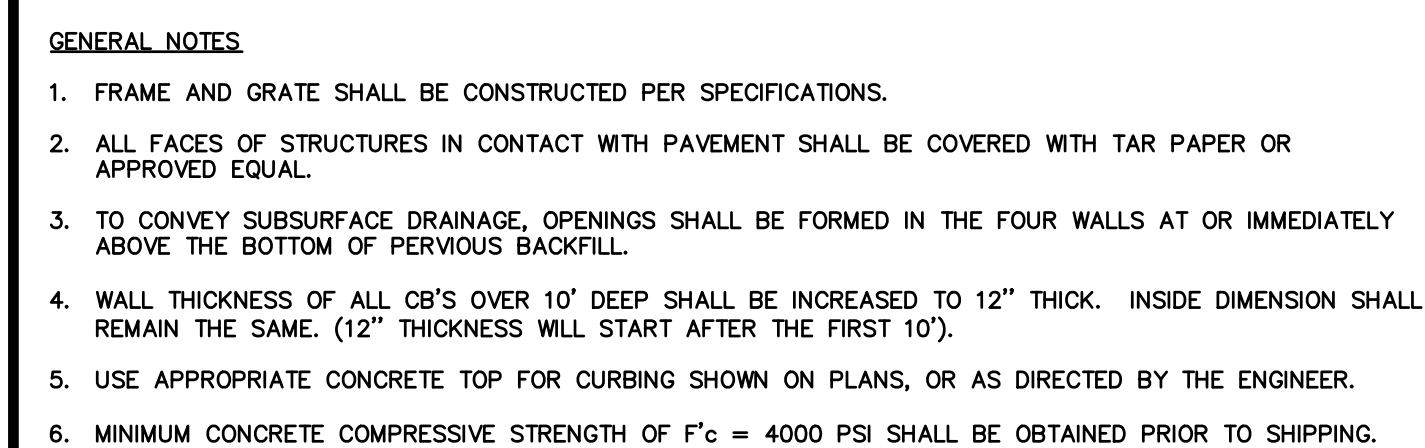 GENERAL NOTES
1. FRAME AND GRATE SHALL BE CONSTRUCTED PER SPECIFICATIONS.
2. ALL FACES OF STRUCTURES IN CONTACT WITH PAVEMENT SHALL BE COVERED WITH TAR PAPER OR
APPROVED EQUAL.
3. TO CONVEY SUBSURFACE DRAINAGE, OPENINGS SHALL BE FORMED IN THE FOUR WALLS AT OR IMMEDIATELY
ABOVE THE BOTTOM OF PERVIOUS BACKFILL.
4. WALL THICKNESS OF ALL CB'S OVER 10' DEEP SHALL BE INCREASED TO 12" THICK. INSIDE DIMENSION SHALL
REMAIN THE SAME. (12" THICKNESS WILL START AFTER THE FIRST 10').
5. USE APPROPRIATE CONCRETE TOP FOR CURBING SHOWN ON PLANS, OR AS DIRECTED BY THE ENGINEER.
6. MINIMUM CONCRETE COMPRESSIVE STRENGTH OF F'c = 4000 PSI SHALL BE OBTAINED PRIOR TO SHIPPING.